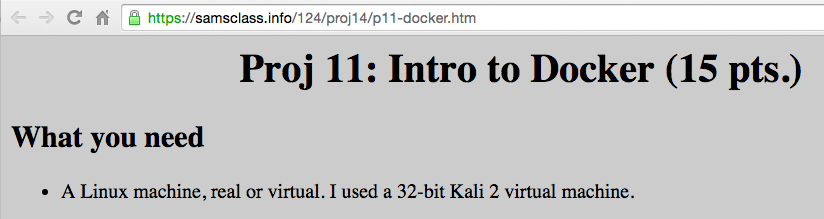 https://samsclass.info/124/proj14/p11-docker.htm
Proj 11: Intro to Docker (15 pts.)
What you need
• A Linux machine, real or virtual. I used a 32-bit Kali 2 virtual machine.